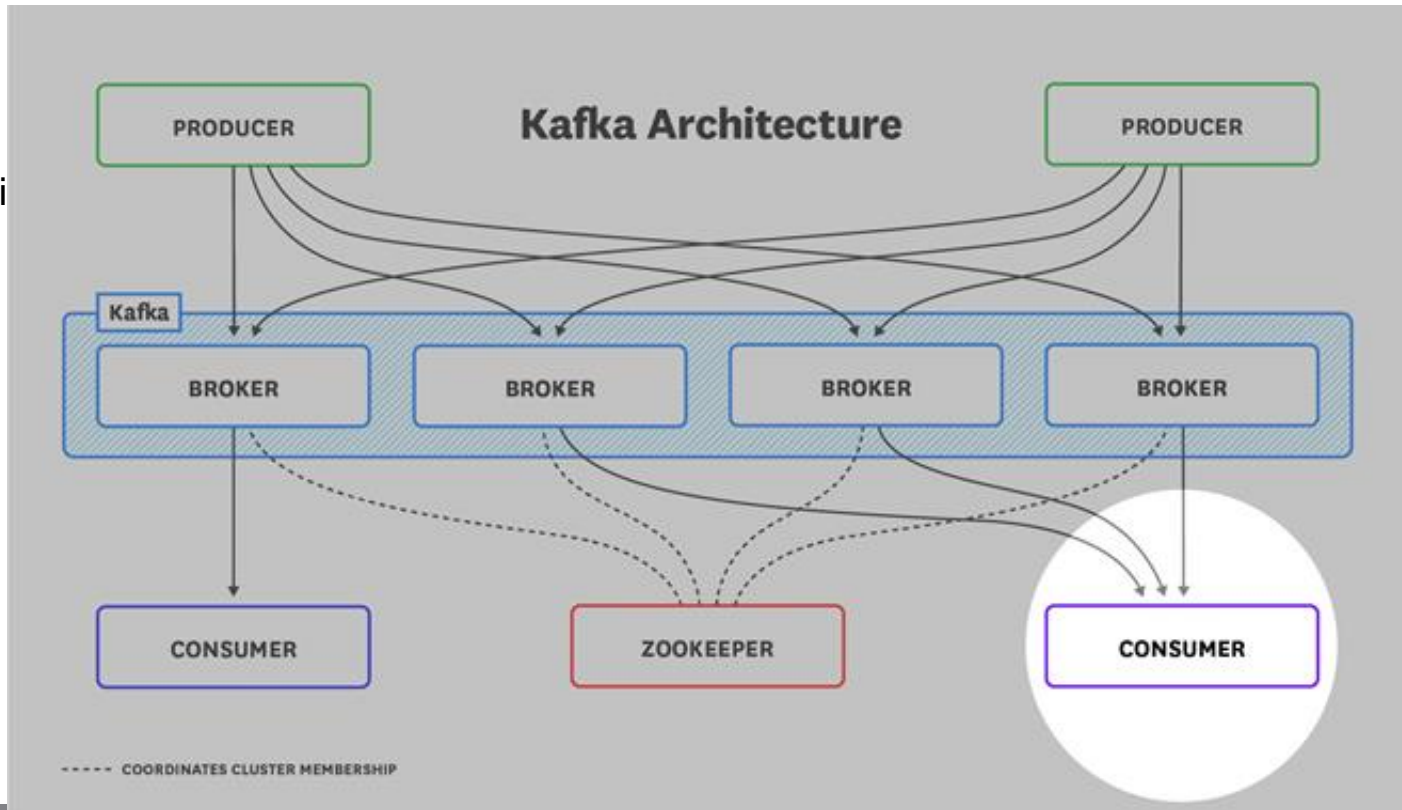 PRODUCER
Kafka Architecture
PRODUCER
i
Kafka
BROKER
BROKER
BROKER
BROKER
CONSUMER
ZOOKEEPER
CONSUMER
----- COORDINATES CLUSTER MEMBERSHIP